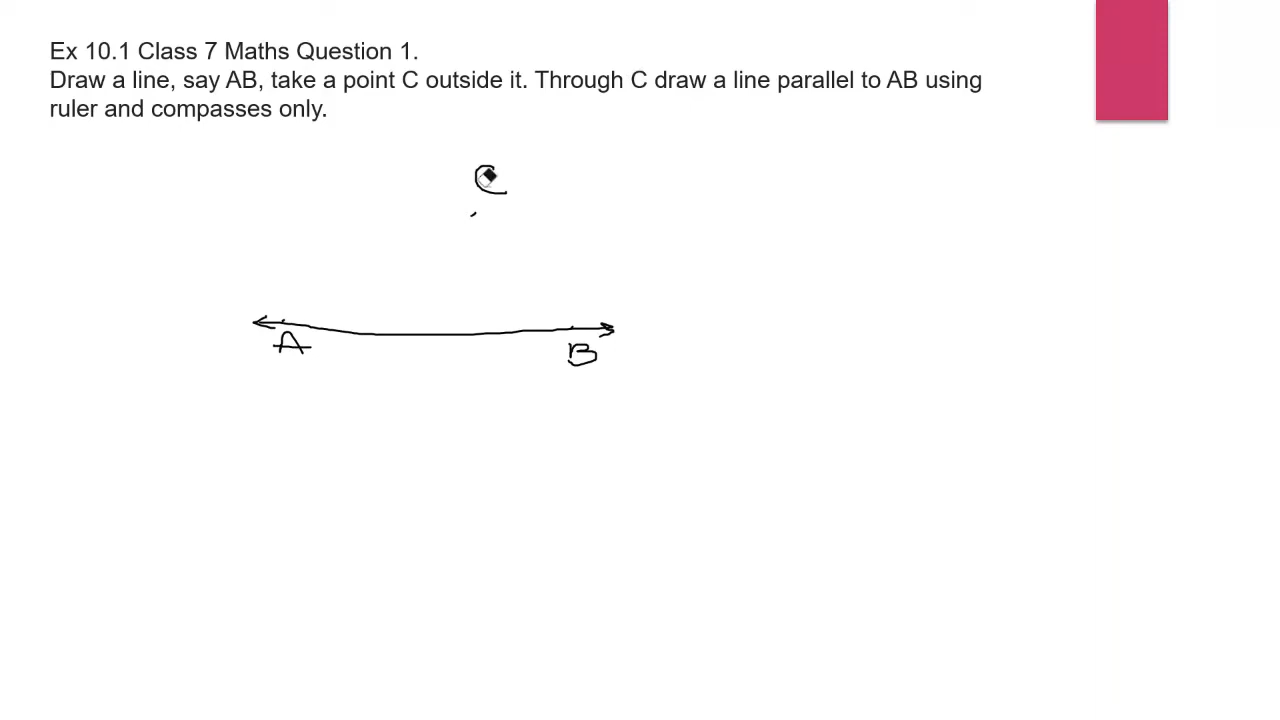 Ex 10.1 Class 7 Maths Question 1.
Draw a line, say AB, take a point C outside it. Through C draw a line parallel to AB using
ruler and compasses only.
C
A
B